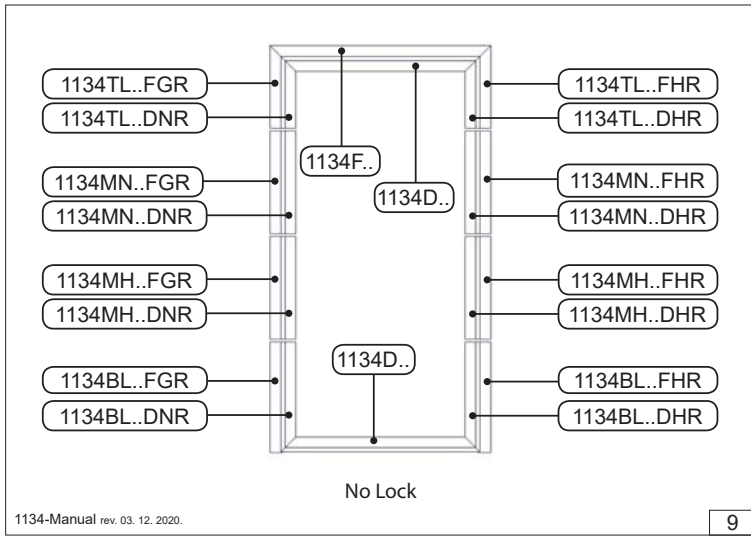 1134TL..FGR
1134TL..DNR
1134MN..FGR
1134MN..DNR
1134MH..FGR
1134MH..DNR
1134BL..FGR
1134BL..DNR
1134F..
1134D..
1134D..
1134TL..FHR
1134TL..DHR
1134MN..FHR
1134MN..DHR
1134MH..FHR
1134MH..DHR
1134BL..FHR
1134BL..DHR
No Lock
1134-Manual rev. 03. 12. 2020.
9